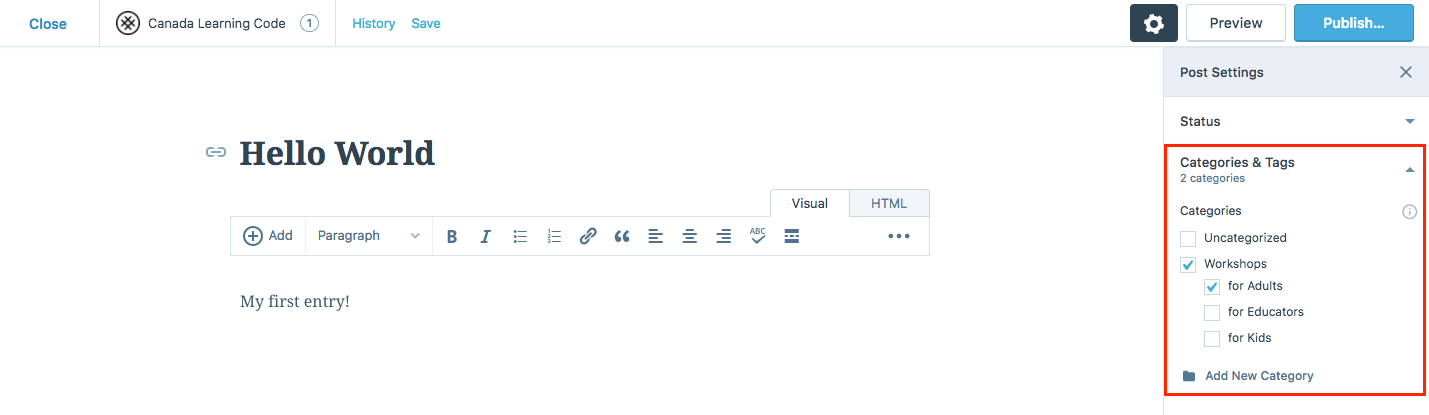 Close
Canada Learning Code 1
History Save
Preview
Publish...
Post Settings
Status
Hello World
Categories & Tags
2 categories
Visual HTML
Categories
Add Paragraph B I ABC
Uncategorized
Workshops
for Adults
My first entry!
for Educators
for Kids
Add New Category